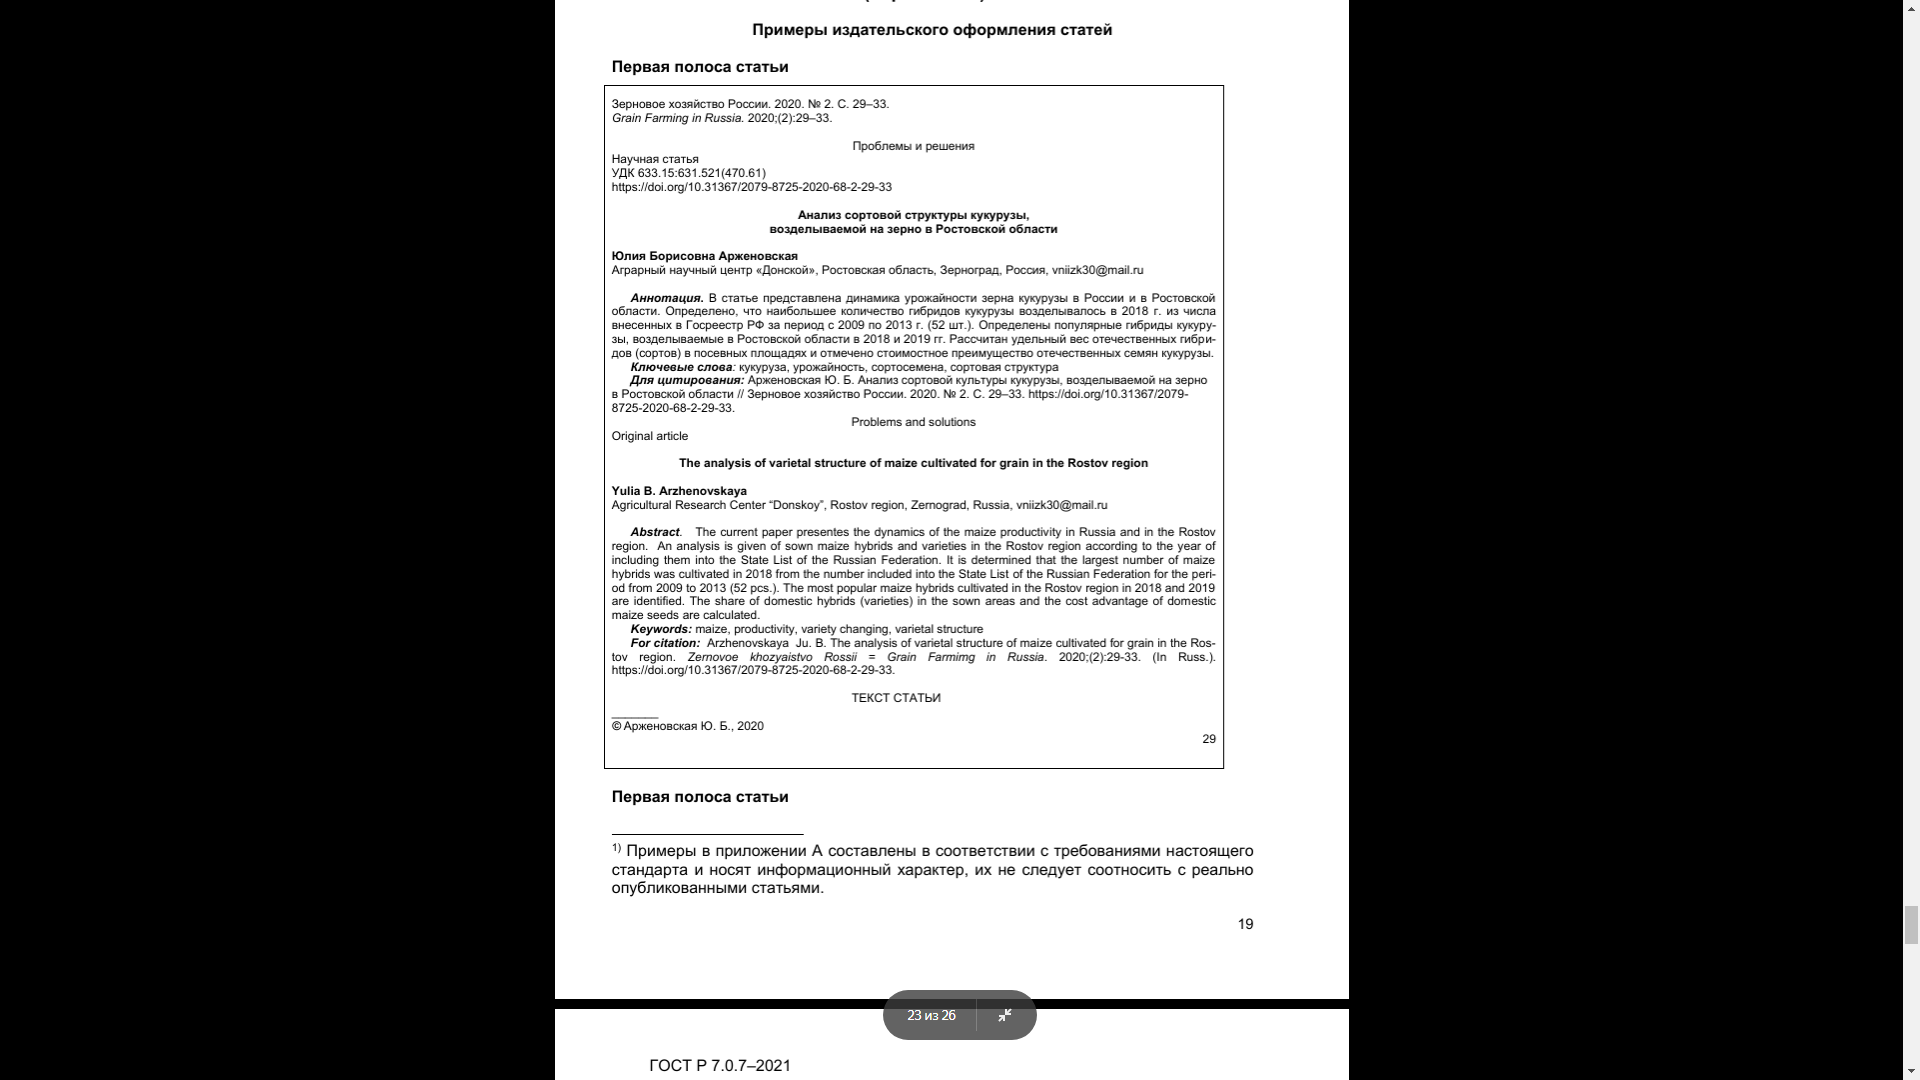 Примеры издательского оформления статей
Первая полоса статьи
Зерновое хозяйство России. 2020. № 2. С. 29–33.
Grain Farming in Russia. 2020;(2):29–33.
Проблемы и решения
Научная статья
УДК 633.15:631.521(470.61)
https://doi.org/10.31367/2079-8725-2020-68-2-29-33
Анализ сортовой структуры кукурузы,
возделываемой на зерно в Ростовской области
Юлия Борисовна Арженовская
Аграрный научный центр «Донской», Ростовская область, Зерноград, Россия, vniizk30@mail.ru
Аннотация. В статье представлена динамика урожайности зерна кукурузы в России и в Ростовской
области. Определено, что наибольшее количество гибридов кукурузы возделывалось в 2018 г. из числа
внесенных в Госреестр РФ за период с 2009 по 2013 г. (52 шт.). Определены популярные гибриды кукуру-
зы, возделываемые в Ростовской области в 2018 и 2019 гг. Рассчитан удельный вес отечественных гибри-
дов (сортов) в посевных площадях и отмечено стоимостное преимущество отечественных семян кукурузы.
Ключевые слова: кукуруза, урожайность, сортосемена, сортовая структура
Для цитирования: Арженовская Ю. Б. Анализ сортовой культуры кукурузы, возделываемой на зерно
в Ростовской области // Зерновое хозяйство России. 2020. № 2. С. 29–33. https://doi.org/10.31367/2079-
8725-2020-68-2-29-33.
Problems and solutions
Original article
The analysis of varietal structure of maize cultivated for grain in the Rostov region
Yulia B. Arzhenovskaya
Agricultural Research Center “Donskoy”, Rostov region, Zernograd, Russia, vniizk30@mail.ru
Abstract. The current paper presentes the dynamics of the maize productivity in Russia and in the Rostov
region. An analysis is given of sown maize hybrids and varieties in the Rostov region according to the year of
including them into the State List of the Russian Federation. It is determined that the largest number of maize
hybrids was cultivated in 2018 from the number included into the State List of the Russian Federation for the peri-
od from 2009 to 2013 (52 pcs.). The most popular maize hybrids cultivated in the Rostov region in 2018 and 2019
are identified. The share of domestic hybrids (varieties) in the sown areas and the cost advantage of domestic
maize seeds are calculated.
Keywords: maize, productivity, variety changing, varietal structure
For citation: Arzhenovskaya Ju. B. The analysis of varietal structure of maize cultivated for grain in the Ros-
tov region. Zernovoe khozyaistvo Rossii = Grain Farmimg in Russia. 2020;(2):29-33. (In Russ.).
https://doi.org/10.31367/2079-8725-2020-68-2-29-33.
ТЕКСТ СТАТЬИ
© Арженовская Ю. Б., 2020
29
Первая полоса статьи
1) Примеры в приложении А составлены в соответствии с требованиями настоящего
стандарта и носят информационный характер, их не следует соотносить с реально
опубликованными статьями.
19
23 из 26
ГОСТ Р 7.0.7–2021